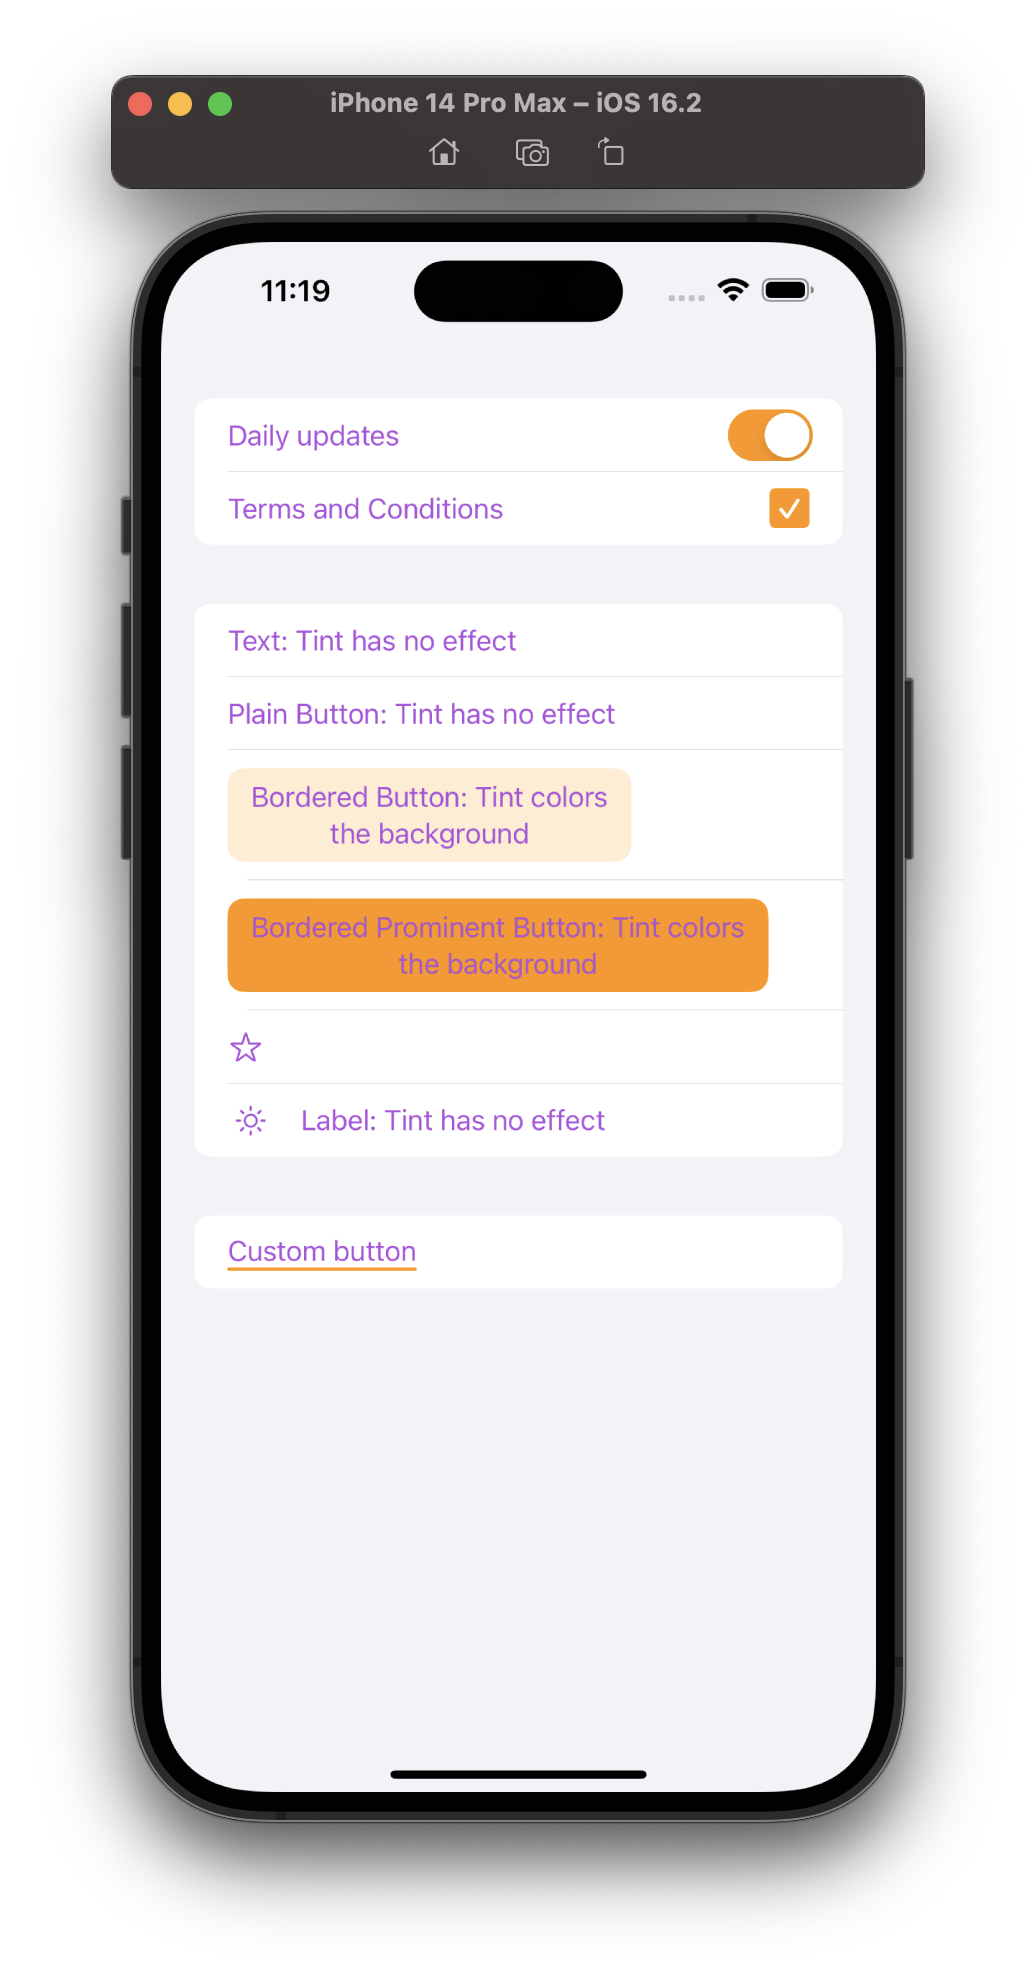 iPhone 14 Pro Max – iOS 16.2
11:19
Daily updates
Terms and Conditions
Text: Tint has no effect
Plain Button: Tint has no effect
Bordered Button: Tint colors
the background
Bordered Prominent Button: Tint colors
the background
Label: Tint has no effect
Custom button